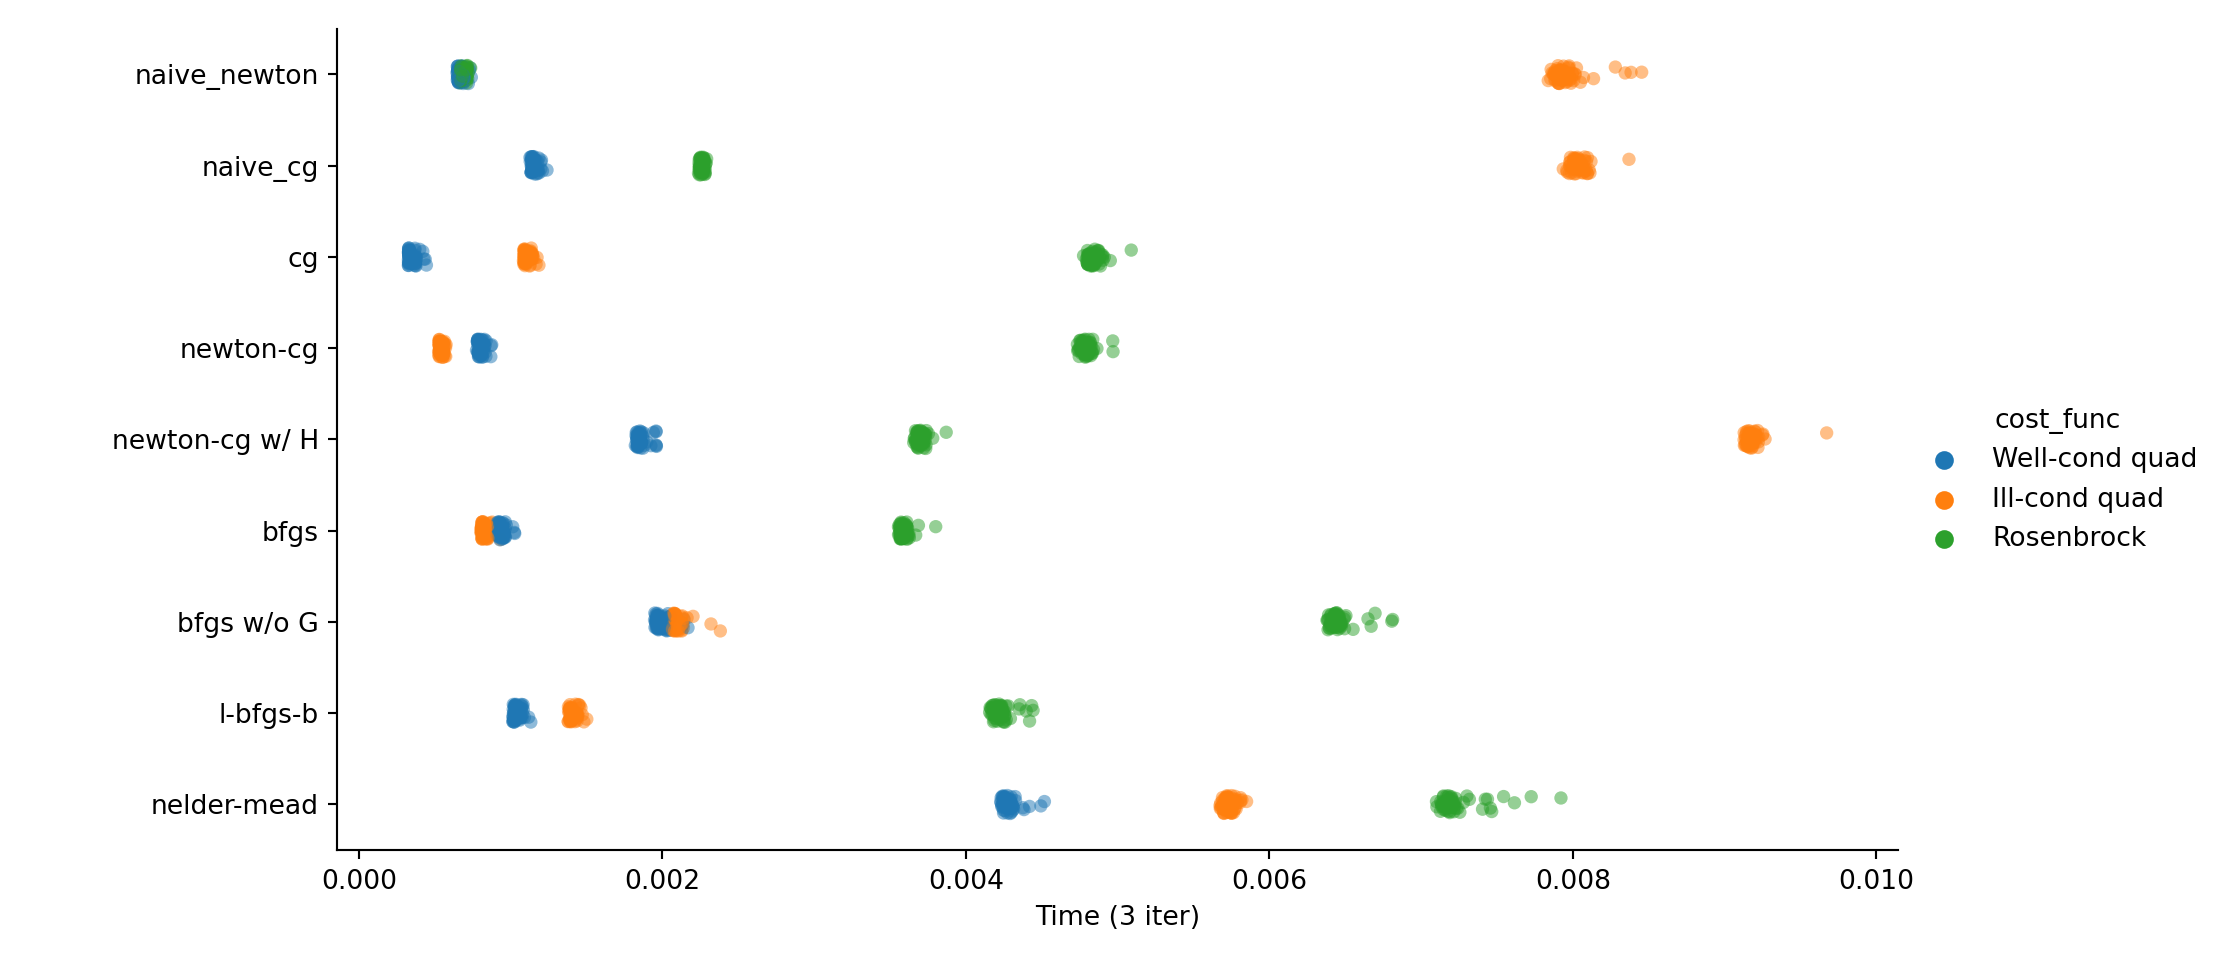 naive_newton
naive_cg
cg
newton-cg
newton-cg w/ H
bfgs
bfgs w/o G
l-bfgs-b
nelder-mead
0.000 0.002 0.004 0.006 0.008 0.010
Time (3 iter)
cost_func
Well-cond quad
Ill-cond quad
Rosenbrock